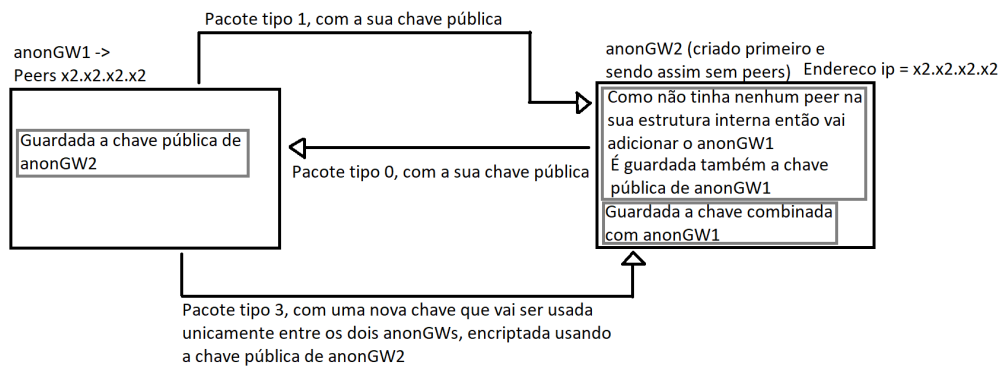 Pacote tipo 1, com a sua chave pública
anonGW1 ->
Peers x2.x2.x2.x2
anonGW2 (criado primeiro e
sendo assim sem peers)
Endereco ip = x2.x2.x2.x2
Guardada a chave pública de
anonGW2
Como não tinha nenhum peer na
sua estrutura interna então vai
adicionar o anonGW1
É guardada também a chave
pública de anonGW1
Pacote tipo 0, com a sua chave pública
Guardada a chave combinada
com anonGW1
Pacote tipo 3, com uma nova chave que vai ser usada
unicamente entre os dois anonGWs, encriptada usando
a chave pública de anonGW2